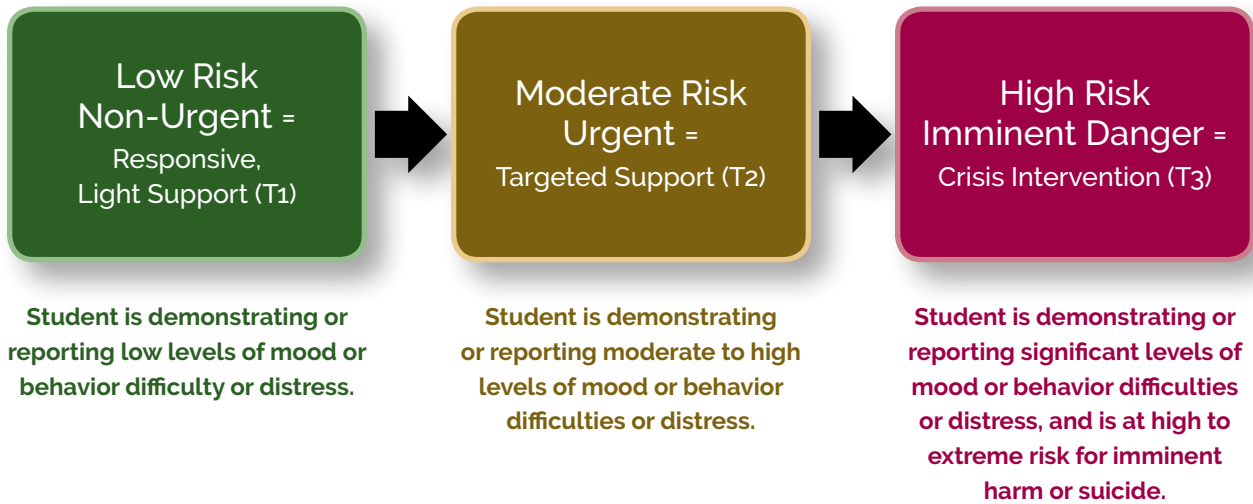 Low Risk
Non-Urgent =
Responsive,
Light Support (T1)
Moderate Risk
Urgent =
Targeted Support (T2)
High Risk
Imminent Danger =
Crisis Intervention (T3)
Student is demonstrating or
reporting low levels of mood or
behavior difficulty or distress.
Student is demonstrating
or reporting moderate to high
levels of mood or behavior
difficulties or distress.
Student is demonstrating or
reporting significant levels of
mood or behavior difficulties
or distress, and is at high to
extreme risk for imminent
harm or suicide.